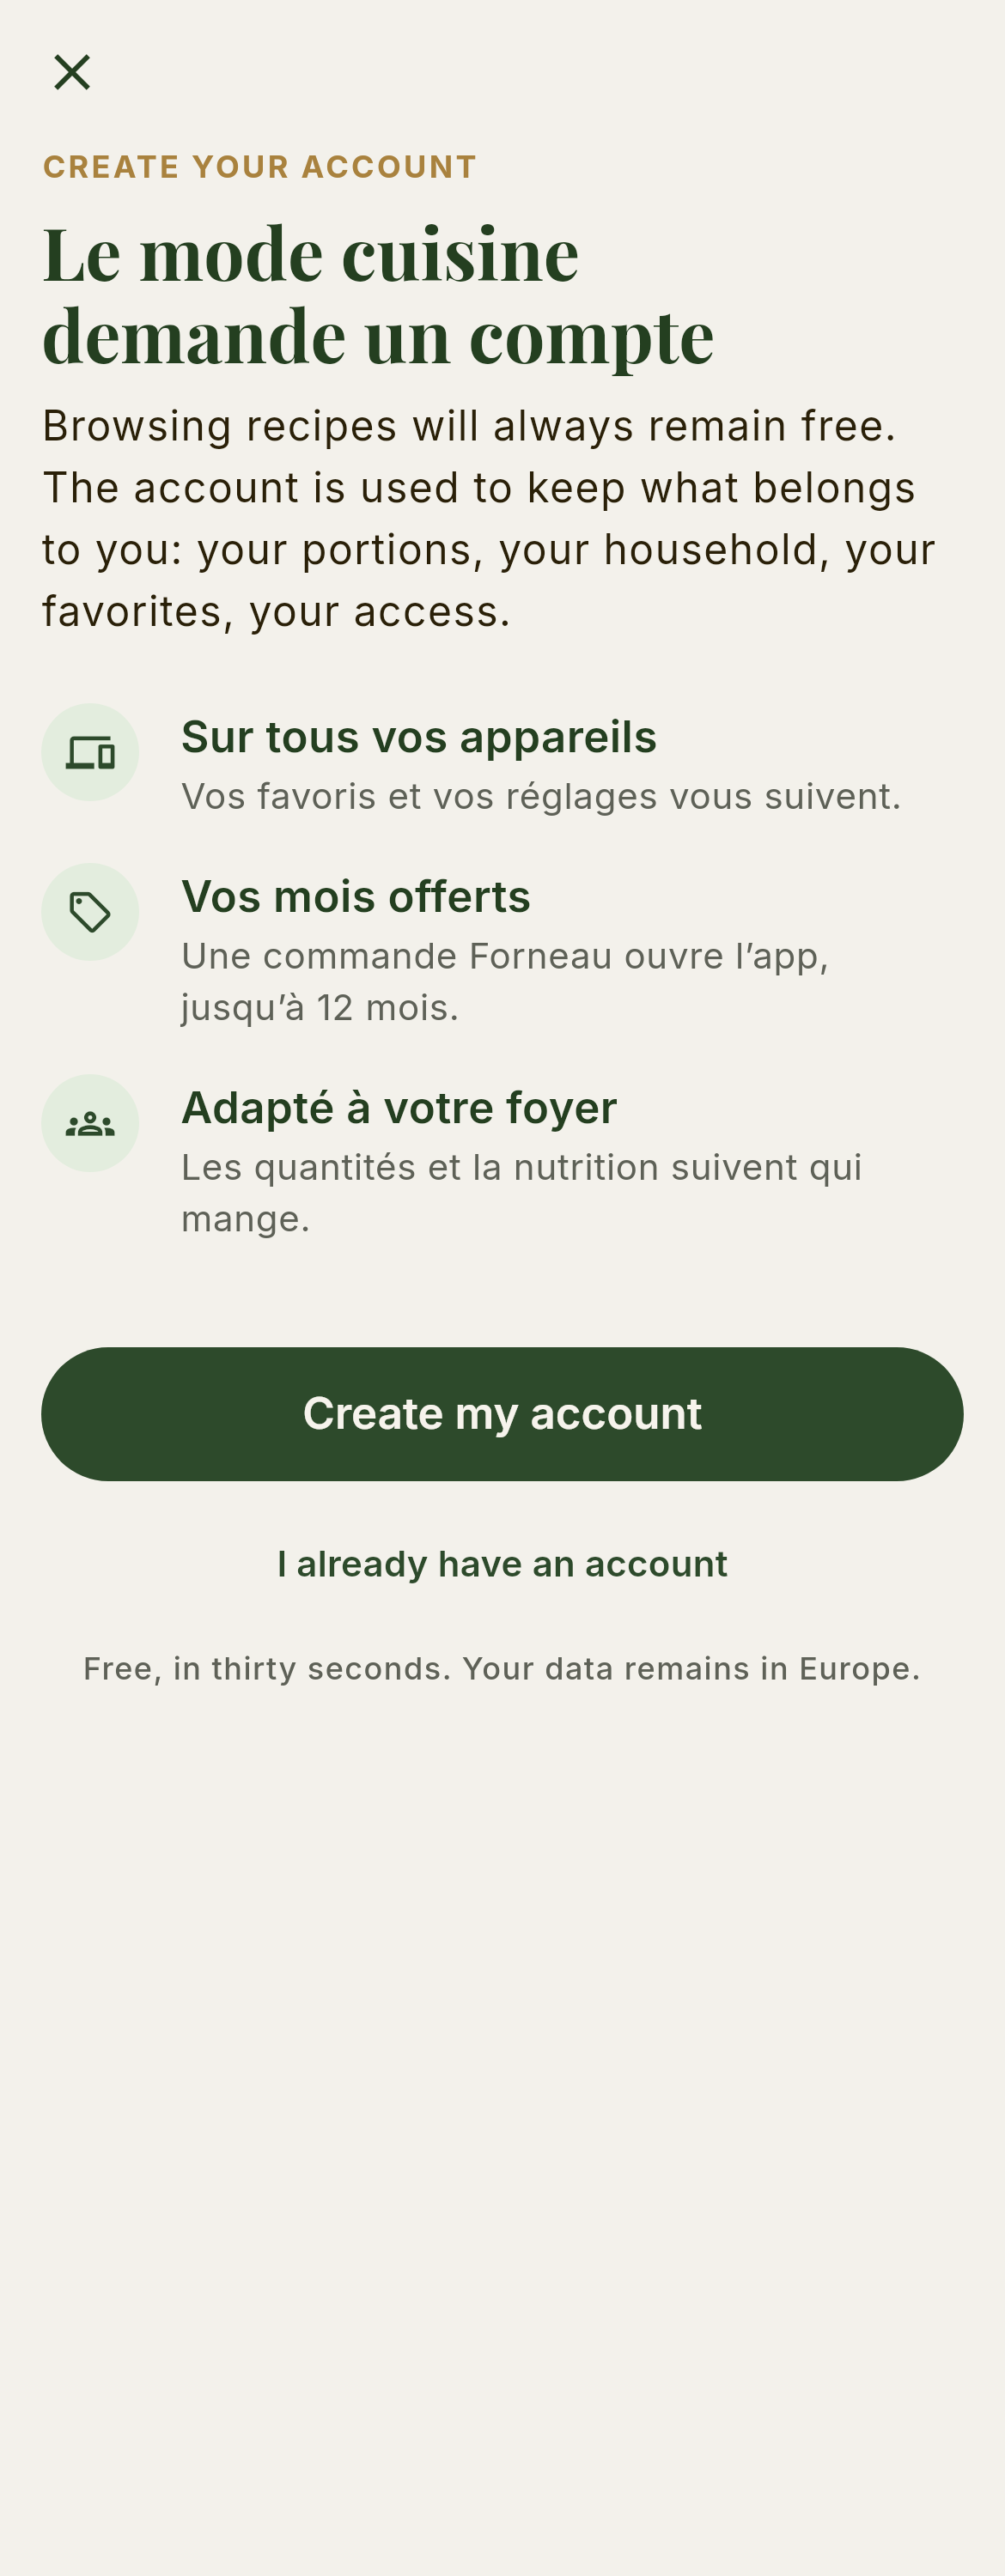 CREATE YOUR ACCOUNT
Le mode cuisine
demande un compte
Browsing recipes will always remain free.
The account is used to keep what belongs
to you: your portions, your household, your
favorites, your access.
Sur tous vos appareils
Vos favoris et vos réglages vous suivent.
Vos mois offerts
Une commande Forneau ouvre l’app,
jusqu’à 12 mois.
Adapté à votre foyer
Les quantités et la nutrition suivent qui
mange.
Create my account
I already have an account
Free, in thirty seconds. Your data remains in Europe.